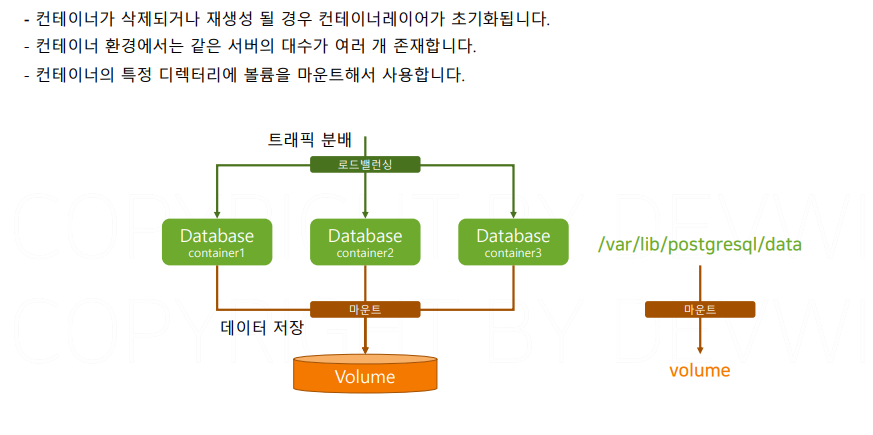 - 컨테이너가 삭제되거나 재생성 될 경우 컨테이너레이어가 초기화됩니다.
- 컨테이너 환경에서는 같은 서버의 대수가 여러 개 존재합니다.
- 컨테이너의 특정 디렉터리에 볼륨을 마운트해서 사용합니다.
트래픽 분배
로드밸런싱
Database
container1
Database
container2
Database
container3
/var/lib/postgresql/data
마운트
마운트
데이터 저장
Volume
volume
COPYRIGHT BY DEVWI
COPYRIGHT BY DEVWI